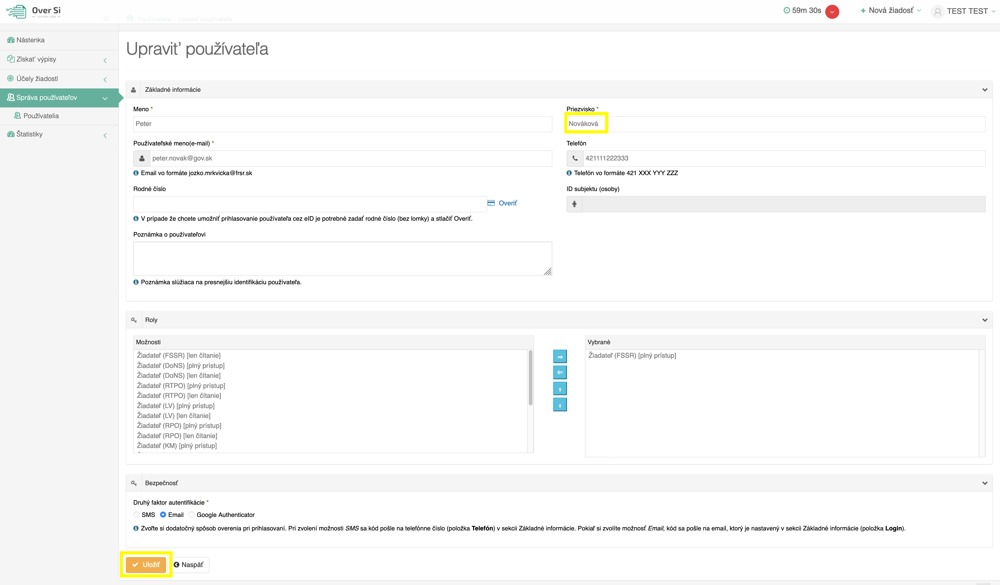 Over Si
– Centrálne údaje –
Používatelia / Upraviť používateľa
59m 30s
Nová žiadosť
TEST TEST
Nástenka
Získať výpisy
Účely žiadostí
Správa používateľov
Používatelia
Štatistiky
Upraviť používateľa
Základné informácie
Meno *
Priezvisko *
Peter
Nováková
Používateľské meno(e-mail) *
Telefón
peter.novak@gov.sk
421111222333
Email vo formáte jozko.mrkvicka@frsr.sk
Telefón vo formáte 421 XXX YYY ZZZ
Rodné číslo
ID subjektu (osoby)
Overiť
V prípade že chcete umožniť prihlasovanie používateľa cez eID je potrebné zadať rodné číslo (bez lomky) a stlačiť Overiť.
Poznámka o používateľovi
Poznámka slúžiaca na presnejšiu identifikáciu používateľa.
Roly
Možnosti
Vybrané
Žiadateľ (FSSR) [len čítanie]
Žiadateľ (DoNS) [plný prístup]
Žiadateľ (DoNS) [len čítanie]
Žiadateľ (RTPO) [plný prístup]
Žiadateľ (RTPO) [len čítanie]
Žiadateľ (LV) [plný prístup]
Žiadateľ (LV) [len čítanie]
Žiadateľ (RPO) [plný prístup]
Žiadateľ (RPO) [len čítanie]
Žiadateľ (KM) [plný prístup]
Žiadateľ (FSSR) [plný prístup]
Bezpečnosť
Druhý faktor autentifikácie *
SMS Email Google Authenticator
Zvoľte si dodatočný spôsob overenia pri prihlasovaní. Pri zvolení možnosti SMS sa kód pošle na telefónne číslo (položka Telefón) v sekcii Základné informácie. Pokiaľ si zvolíte možnosť Email, kód sa pošle na email, ktorý je nastavený v sekcii Základné informácie (položka Login).
Uložiť
Naspäť